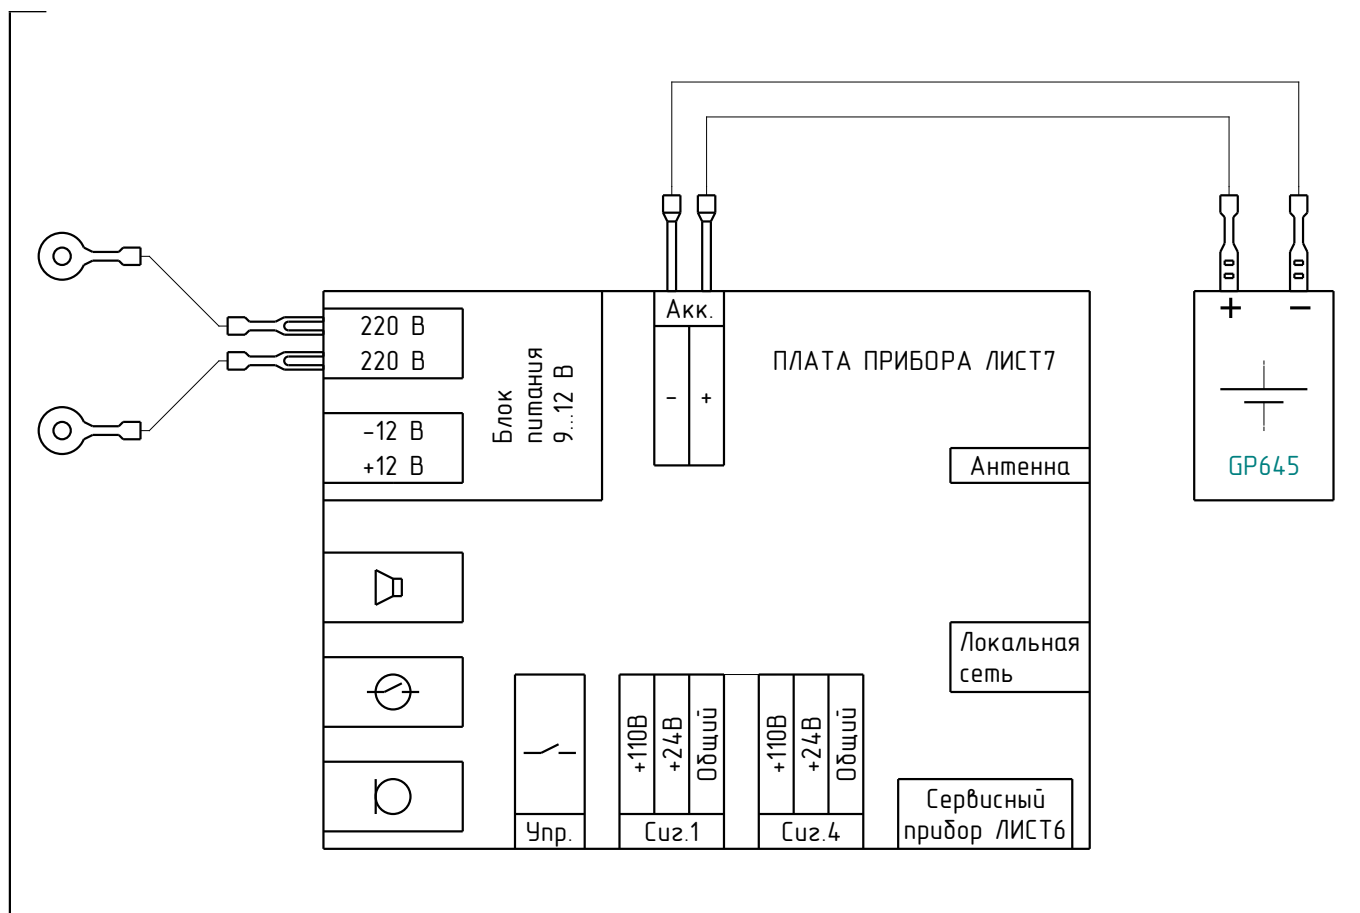 220 В
220 В
-12 В
+12 В
Блок
питания
9...12 В
Акк.
- +
ПЛАТА ПРИБОРА ЛИСТ7
+ -
GP645
Антенна
Локальная
сеть
Упр.
+110В
+24В
Общий
Сиг.1
+110В
+24В
Общий
Сиг.4
Сервисный
прибор ЛИСТ6